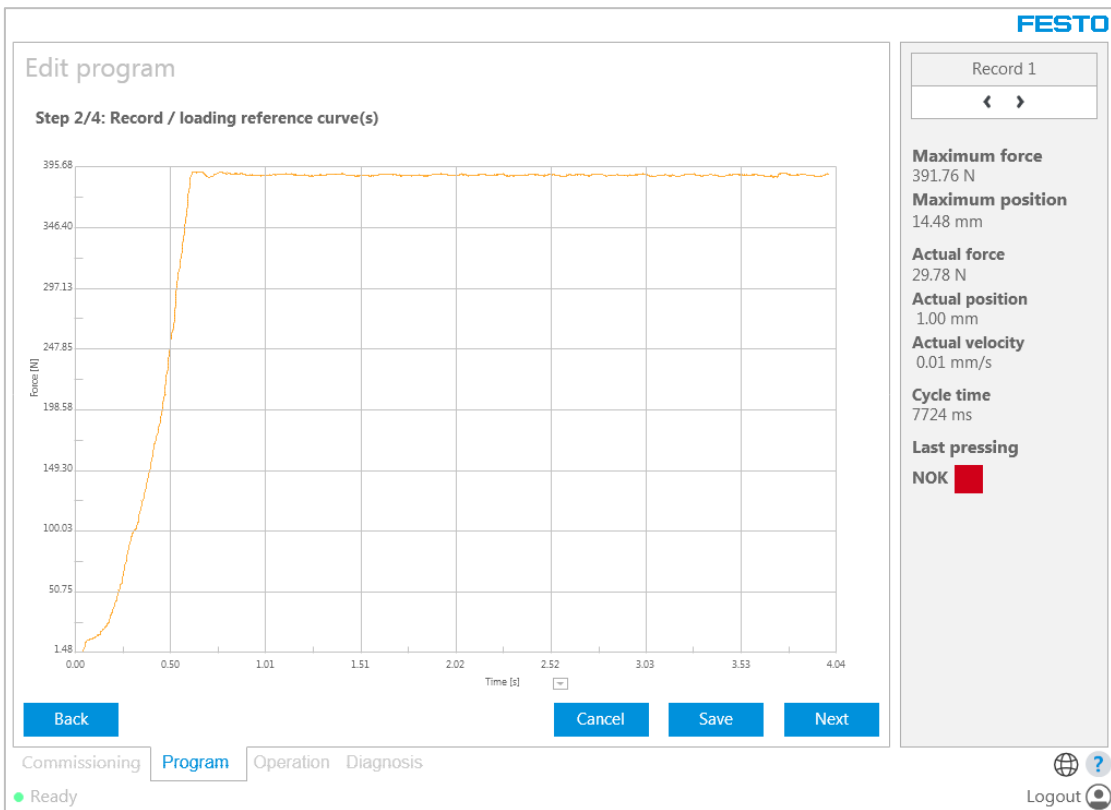 FESTO
Edit program
Step 2/4: Record / loading reference curve(s)
395.68
346.40
297.13
247.85
198.58
149.30
100.03
50.75
1.48
Force [N]
0.00 0.50 1.01 1.51 2.02 2.52 3.03 3.53 4.04
Time [s]
Back Cancel Save Next
Record 1
Maximum force
391.76 N
Maximum position
14.48 mm
Actual force
29.78 N
Actual position
1.00 mm
Actual velocity
0.01 mm/s
Cycle time
7724 ms
Last pressing
NOK
Commissioning Program Operation Diagnosis
?
Ready
Logout